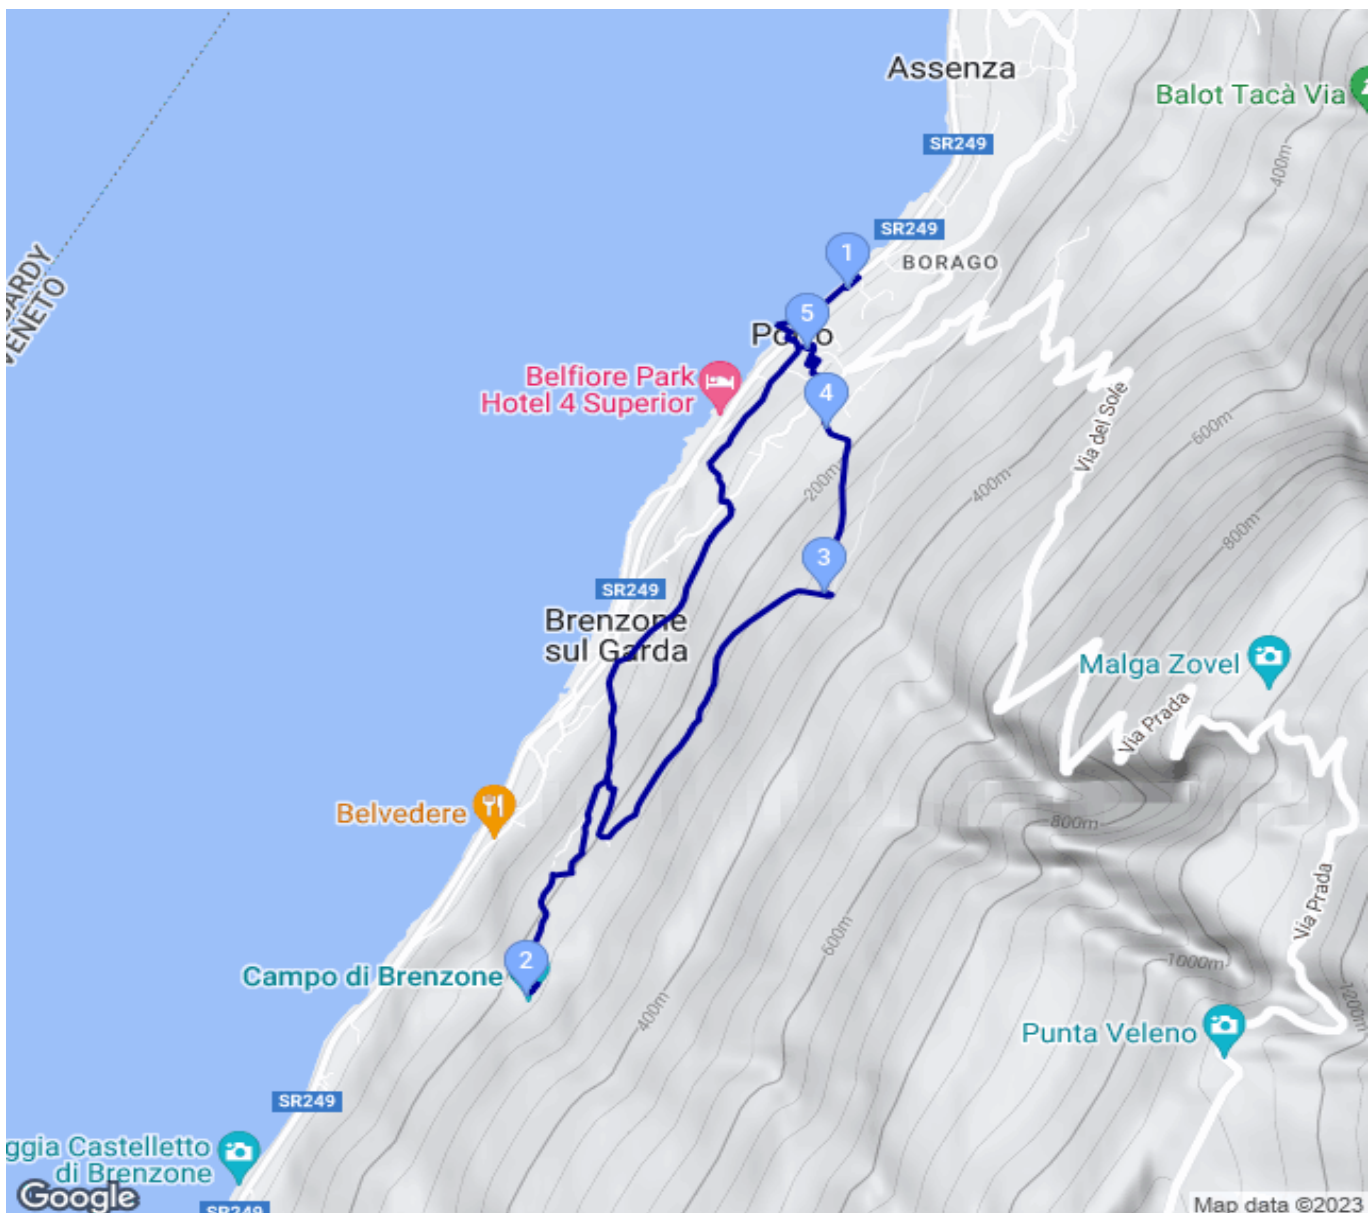 Assenza
Balot Tacà Via
SR249
400m
SR249
BORAGO
1
5
Belfiore Park
Hotel 4 Superior
4
Via del Sole
600m
200m
400m
800m
3
SR249
Brenzone
sul Garda
Malga Zovel
Via Prada
Belvedere
800m
Via Prada
600m
2
Campo di Brenzone
1000m
400m
1200m
Punta Veleno
SR249
ggia Castelletto
di Brenzone
Google
SR249
Map data ©2023
VENETO